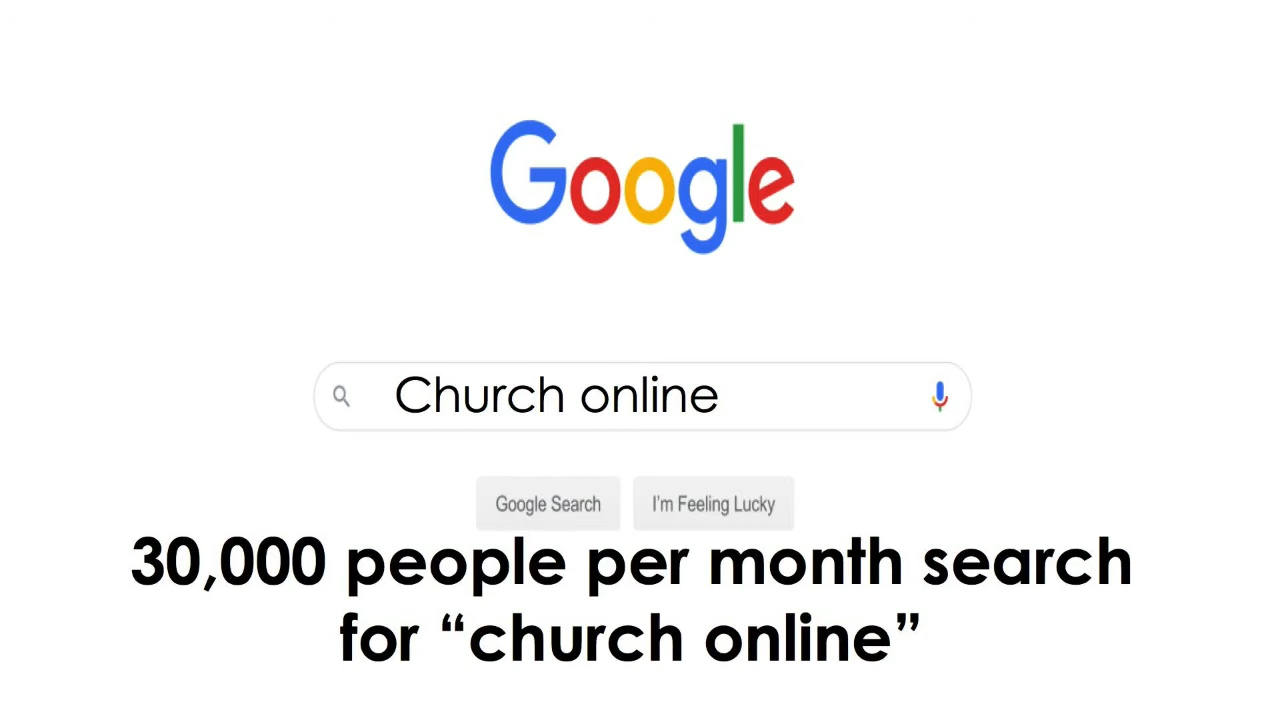 Google
Church online
Google Search
I'm Feeling Lucky
30,000 people per month search
for “church online”